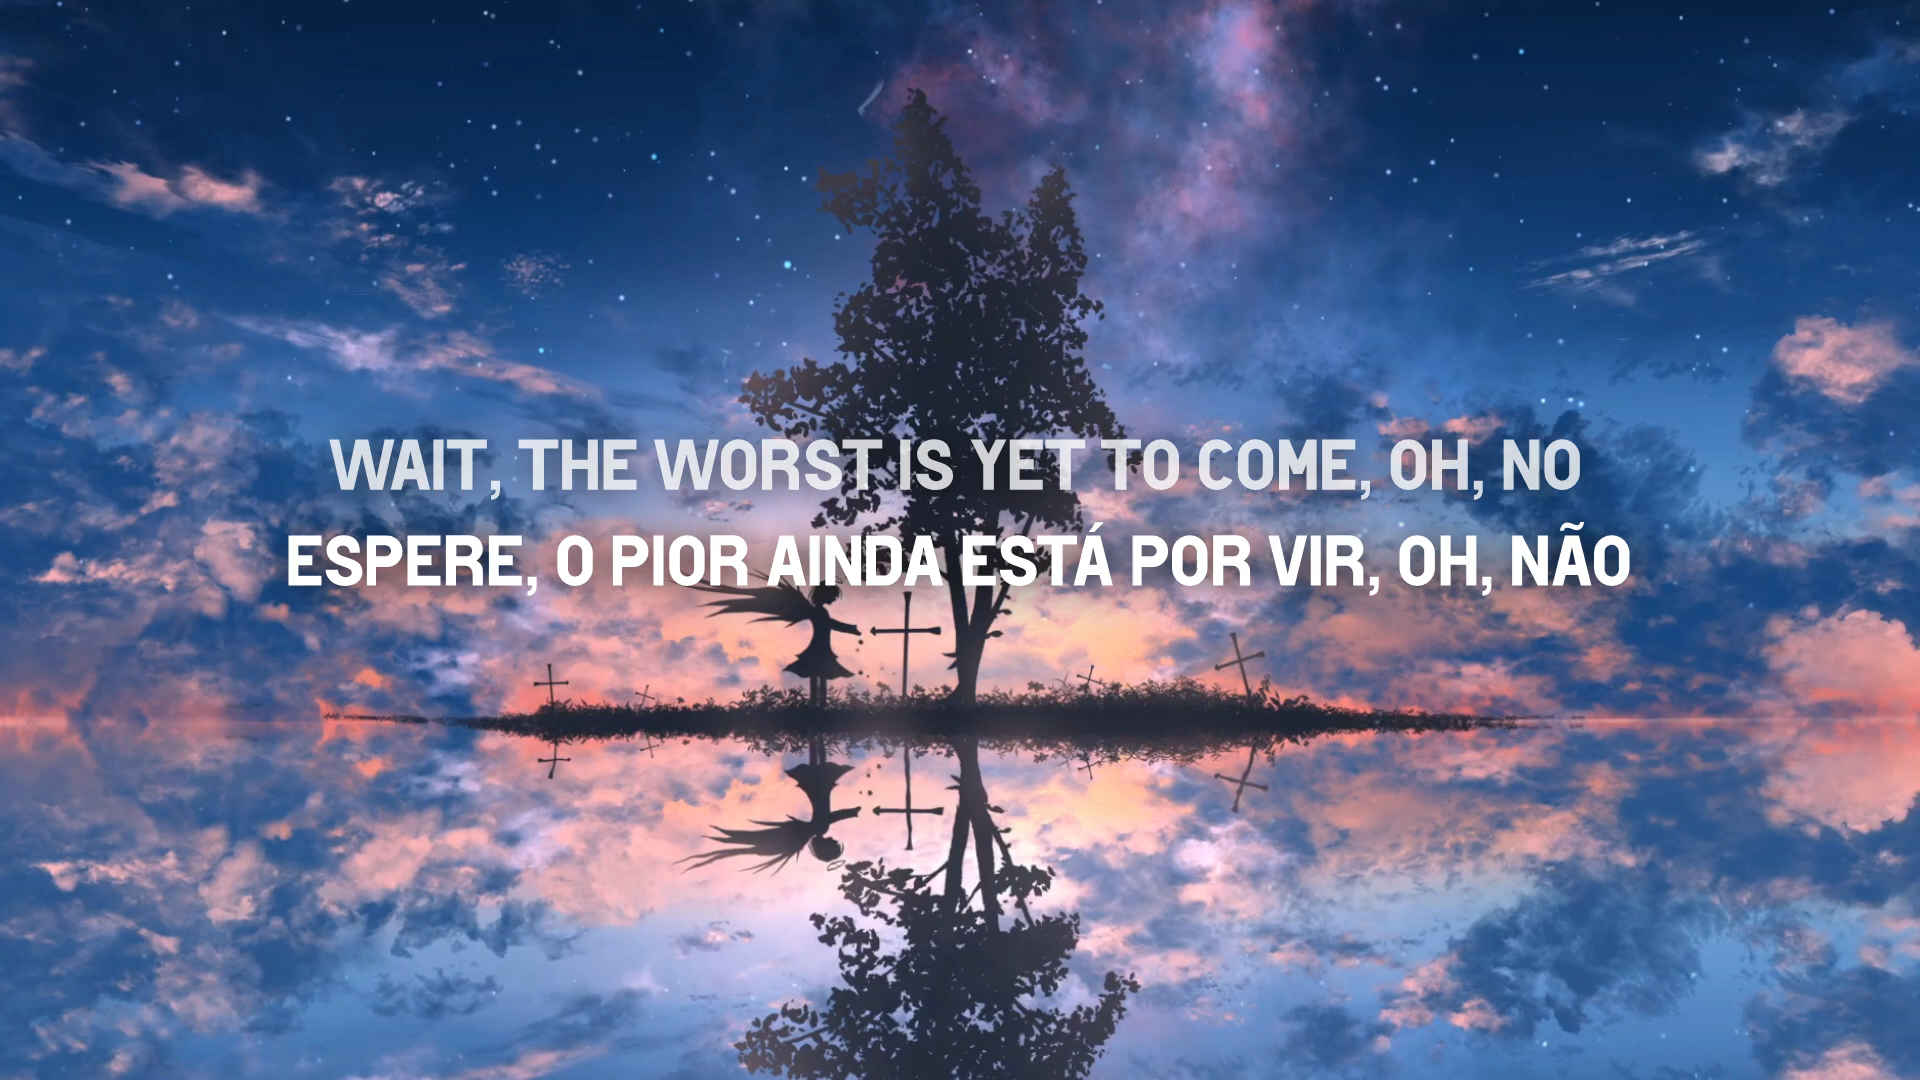 WAIT, THE WORST IS YET TO COME, OH, NO
ESPERE, O PIOR AINDA ESTÁ POR VIR, OH, NÃO